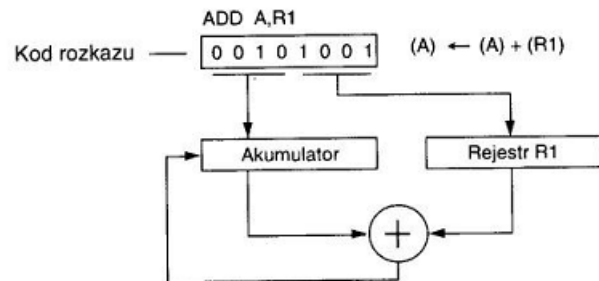 ADD A,R1
Kod rozkazu — 0 0 1 0 1 0 0 1 (A) ← (A) + (R1)
Akumulator Rejestr R1
+